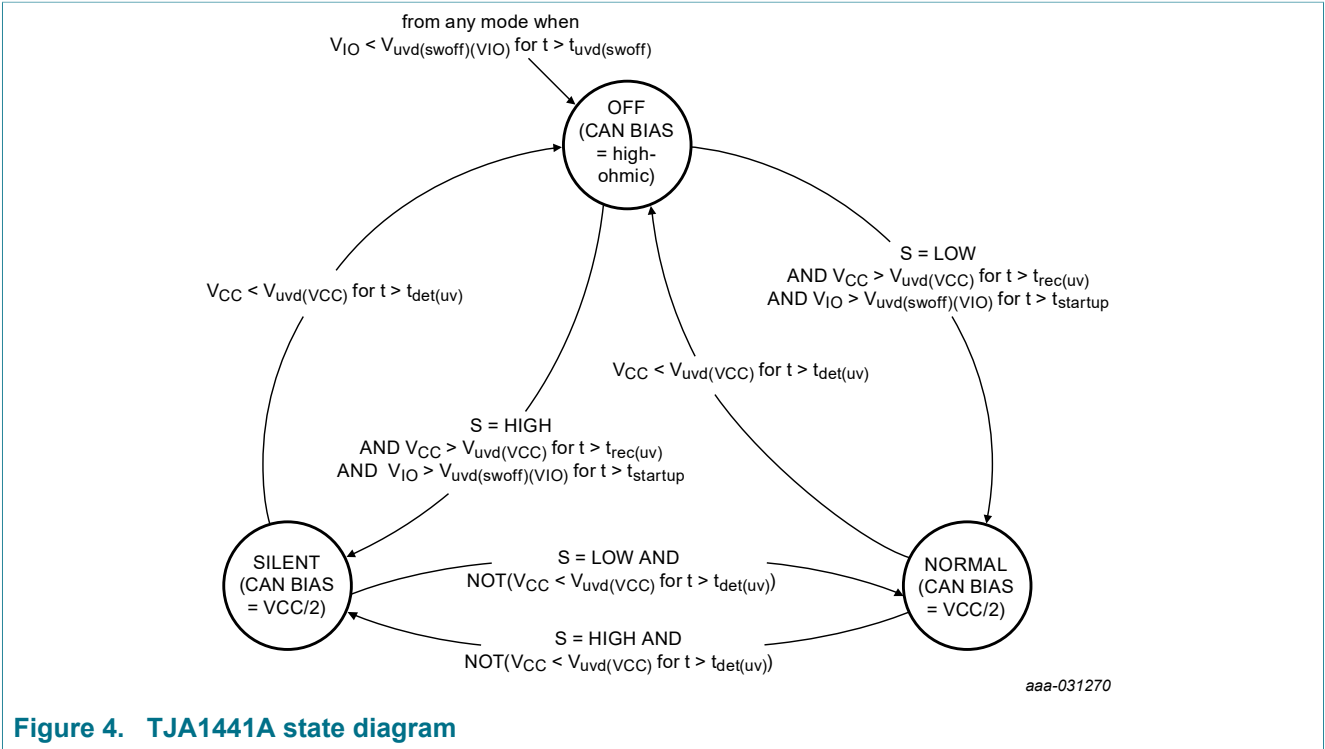 from any mode when
VIO < Vuvd(swoff)(VIO) for t > tuvd(swoff)
OFF
(CAN BIAS
= high-
ohmic)
S = LOW
AND VCC > Vuvd(VCC) for t > trec(uv)
AND VIO > Vuvd(swoff)(VIO) for t > tstartup
VCC < Vuvd(VCC) for t > tdet(uv)
VCC < Vuvd(VCC) for t > tdet(uv)
S = HIGH
AND VCC > Vuvd(VCC) for t > trec(uv)
AND VIO > Vuvd(swoff)(VIO) for t > tstartup
SILENT
(CAN BIAS
= VCC/2)
S = LOW AND
NOT(VCC < Vuvd(VCC) for t > tdet(uv))
NORMAL
(CAN BIAS
= VCC/2)
S = HIGH AND
NOT(VCC < Vuvd(VCC) for t > tdet(uv))
aaa-031270
Figure 4. TJA1441A state diagram